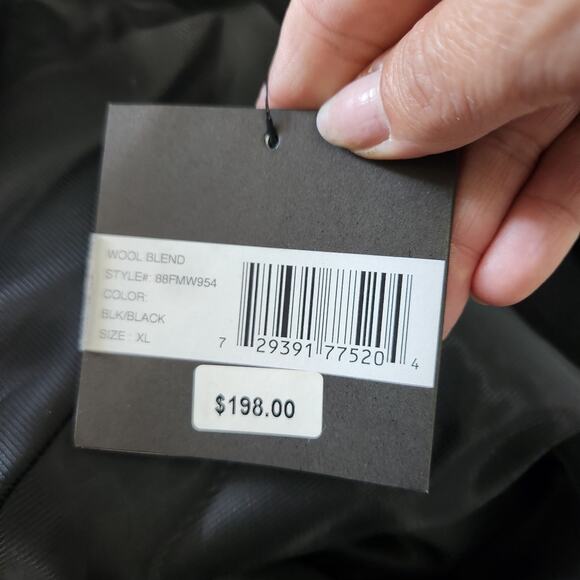 WOOL BLEND
STYLE#: 88FMW954
COLOR:
BLK/BLACK
SIZE : XL
7 29391 77520 4
$198.00